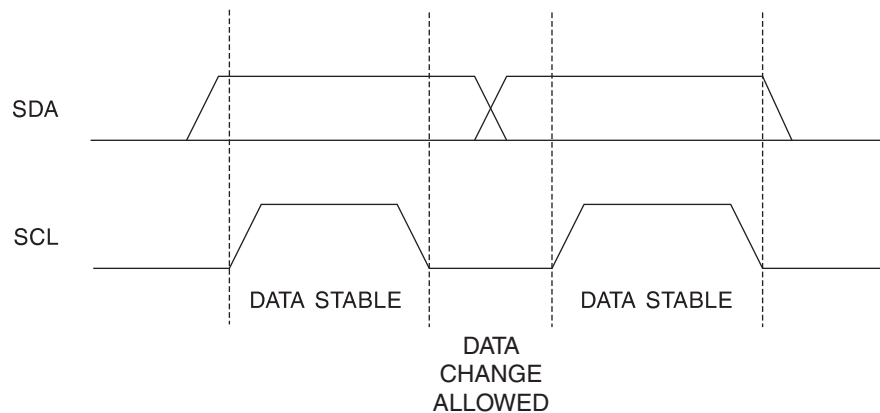 SDA
SCL
DATA STABLE
DATA STABLE
DATA
CHANGE
ALLOWED